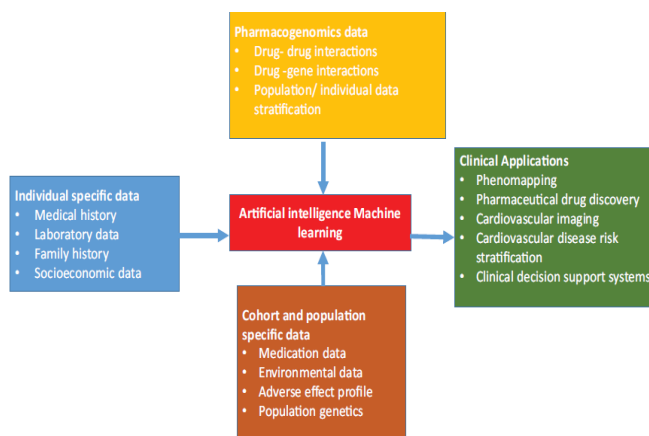 Pharmacogenomics data
• Drug- drug interactions
• Drug -gene interactions
• Population/ individual data
stratification
Individual specific data
• Medical history
• Laboratory data
• Family history
• Socioeconomic data
Artificial intelligence Machine
learning
Clinical Applications
• Phenomapping
• Pharmaceutical drug discovery
• Cardiovascular imaging
• Cardiovascular disease risk
stratification
• Clinical decision support systems
Cohort and population
specific data
• Medication data
• Environmental data
• Adverse effect profile
• Population genetics